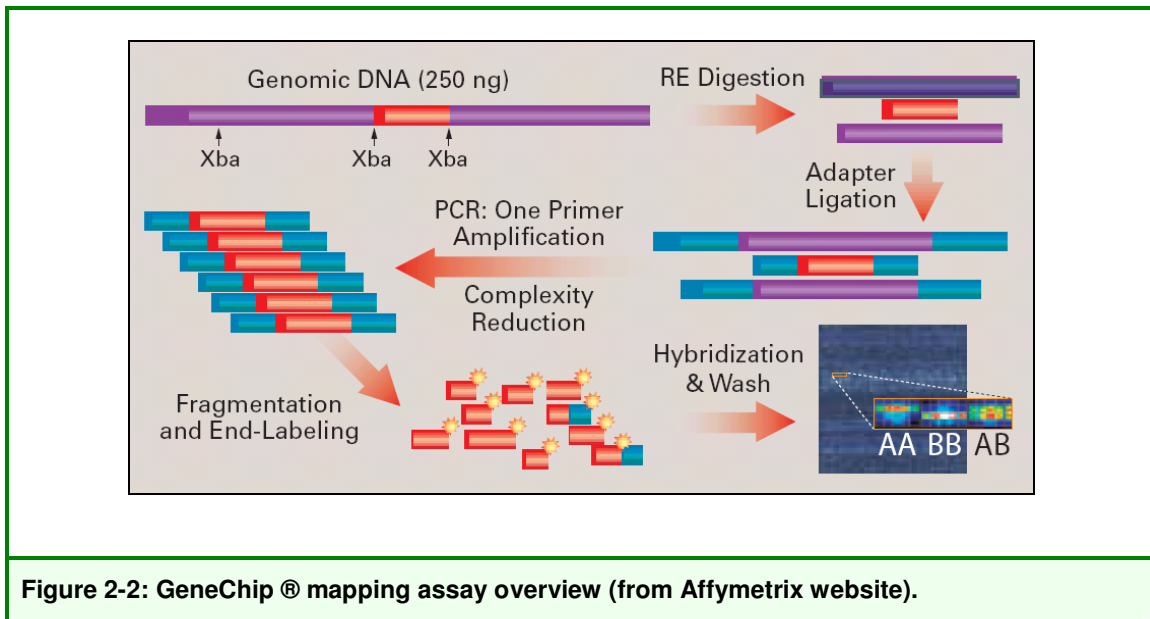 Genomic DNA (250 ng)
RE Digestion
Xba
Xba
Xba
Adapter
Ligation
PCR: One Primer
Amplification
Complexity
Reduction
Fragmentation
and End-Labeling
Hybridization
& Wash
AA BB AB
Figure 2-2: GeneChip ® mapping assay overview (from Affymetrix website).